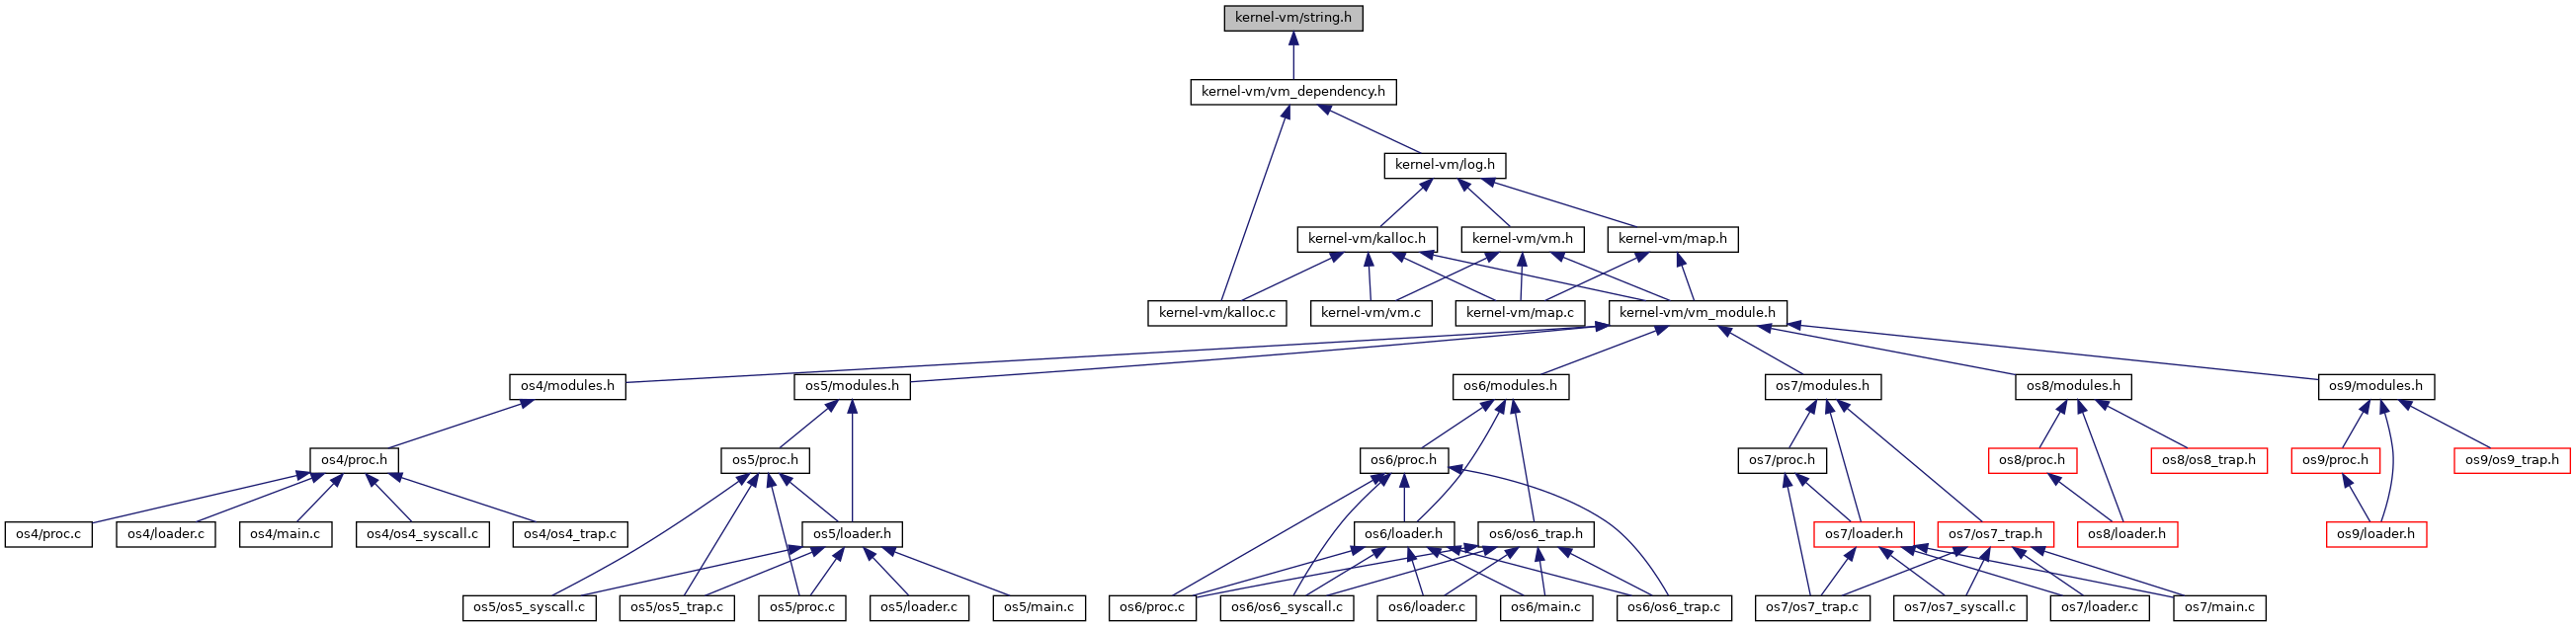 kernel-vm/string.h
kernel-vm/vm_dependency.h
kernel-vm/log.h
kernel-vm/kalloc.h
kernel-vm/vm.h
kernel-vm/map.h
kernel-vm/kalloc.c
kernel-vm/vm.c
kernel-vm/map.c
kernel-vm/vm_module.h
os4/modules.h
os5/modules.h
os6/modules.h
os7/modules.h
os8/modules.h
os9/modules.h
os4/proc.h
os5/proc.h
os6/proc.h
os7/proc.h
os8/proc.h
os8/os8_trap.h
os9/proc.h
os9/os9_trap.h
os4/proc.c
os4/loader.c
os4/main.c
os4/os4_syscall.c
os4/os4_trap.c
os5/loader.h
os6/loader.h
os6/os6_trap.h
os7/loader.h
os7/os7_trap.h
os8/loader.h
os9/loader.h
os5/os5_syscall.c
os5/os5_trap.c
os5/proc.c
os5/loader.c
os5/main.c
os6/proc.c
os6/os6_syscall.c
os6/loader.c
os6/main.c
os6/os6_trap.c
os7/os7_trap.c
os7/os7_syscall.c
os7/loader.c
os7/main.c